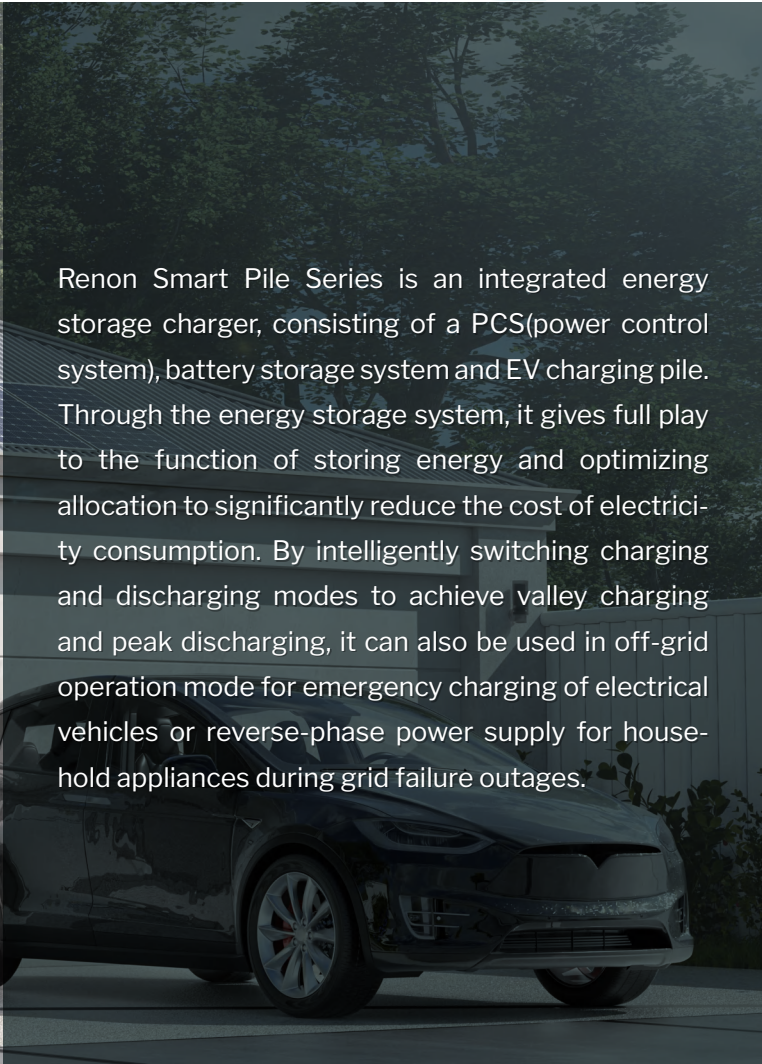 Renon Smart Pile Series is an integrated energy
storage charger, consisting of a PCS(power control
system), battery storage system and EV charging pile.
Through the energy storage system, it gives full play
to the function of storing energy and optimizing
allocation to significantly reduce the cost of electrici-
ty consumption. By intelligently switching charging
and discharging modes to achieve valley charging
and peak discharging, it can also be used in off-grid
operation mode for emergency charging of electrical
vehicles or reverse-phase power supply for house-
hold appliances during grid failure outages.